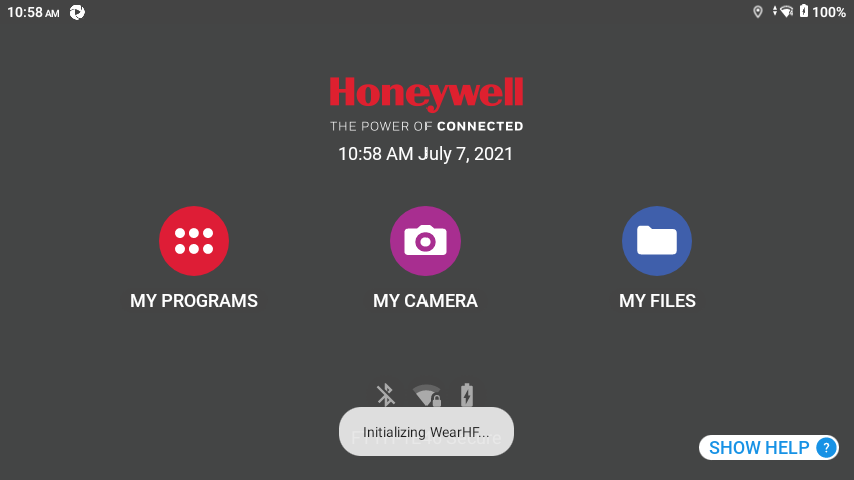 10:58 AM
100%
Honeywell
THE POWER OF CONNECTED
10:58 AM July 7, 2021
MY PROGRAMS
MY CAMERA
MY FILES
Initializing WearHF...
SHOW HELP ?